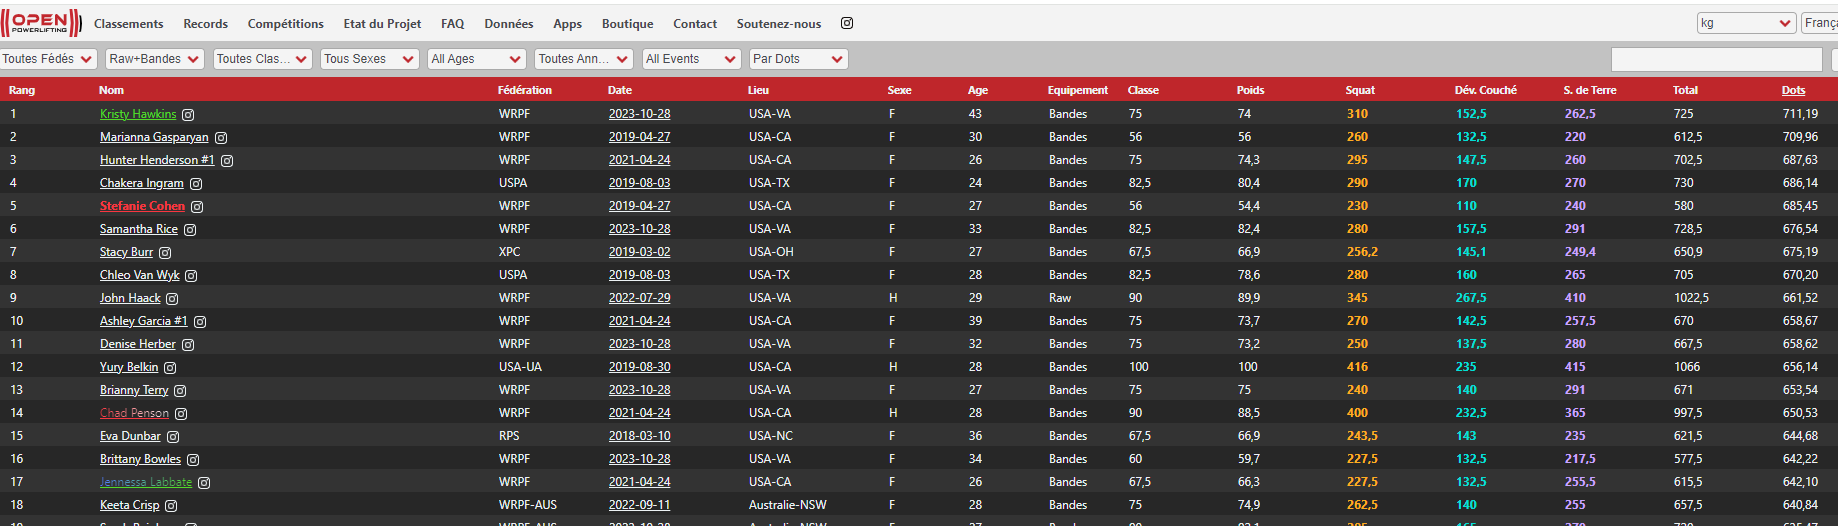 OPEN POWERLIFTING Classements Records Compétitions Etat du Projet FAQ Données Apps Boutique Contact Soutenez-nous kg França
Toutes Fédés Raw+Bandes Toutes Clas... Tous Sexes All Ages Toutes Ann... All Events Par Dots
Rang Nom Fédération Date Lieu Sexe Age Equipement Classe Poids Squat Dév. Couché S. de Terre Total Dots
1 Kristy Hawkins WRPF 2023-10-28 USA-VA F 43 Bandes 75 74 310 152,5 262,5 725 711,19
2 Marianna Gasparyan WRPF 2019-04-27 USA-CA F 30 Bandes 56 56 260 132,5 220 612,5 709,96
3 Hunter Henderson #1 WRPF 2021-04-24 USA-CA F 26 Bandes 75 74,3 295 147,5 260 702,5 687,63
4 Chakera Ingram USPA 2019-08-03 USA-TX F 24 Bandes 82,5 80,4 290 170 270 730 686,14
5 Stefanie Cohen WRPF 2019-04-27 USA-CA F 27 Bandes 56 54,4 230 110 240 580 685,45
6 Samantha Rice WRPF 2023-10-28 USA-VA F 33 Bandes 82,5 82,4 280 157,5 291 728,5 676,54
7 Stacy Burr XPC 2019-03-02 USA-OH F 27 Bandes 67,5 66,9 256,2 145,1 249,4 650,9 675,19
8 Chleo Van Wyk USPA 2019-08-03 USA-TX F 28 Bandes 82,5 78,6 280 160 265 705 670,20
9 John Haack WRPF 2022-07-29 USA-VA H 29 Raw 90 89,9 345 267,5 410 1022,5 661,52
10 Ashley Garcia #1 WRPF 2021-04-24 USA-CA F 39 Bandes 75 73,7 270 142,5 257,5 670 658,67
11 Denise Herber WRPF 2023-10-28 USA-VA F 32 Bandes 75 73,2 250 137,5 280 667,5 658,62
12 Yury Belkin USA-UA 2019-08-30 USA-CA H 28 Bandes 100 100 416 235 415 1066 656,14
13 Brianny Terry WRPF 2023-10-28 USA-VA F 27 Bandes 75 75 240 140 291 671 653,54
14 Chad Penson WRPF 2021-04-24 USA-CA H 28 Bandes 90 88,5 400 232,5 365 997,5 650,53
15 Eva Dunbar RPS 2018-03-10 USA-NC F 36 Bandes 67,5 66,9 243,5 143 235 621,5 644,68
16 Brittany Bowles WRPF 2023-10-28 USA-VA F 34 Bandes 60 59,7 227,5 132,5 217,5 577,5 642,22
17 Jennessa Labbate WRPF 2021-04-24 USA-CA F 26 Bandes 67,5 66,3 227,5 132,5 255,5 615,5 642,10
18 Keeta Crisp WRPF-AUS 2022-09-11 Australie-NSW F 28 Bandes 75 74,9 262,5 140 255 657,5 640,84